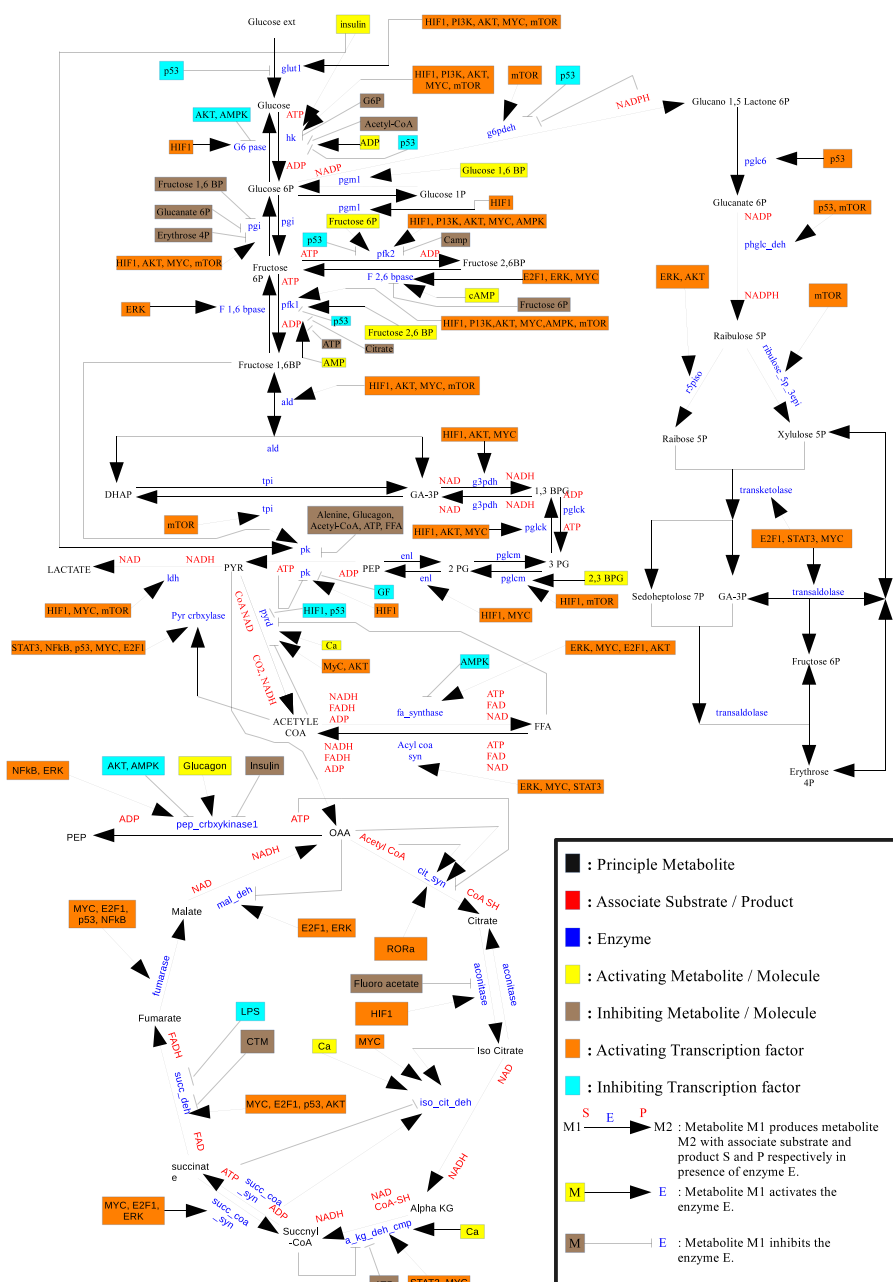 Glucose ext
insulin
HIF1, PI3K, AKT, MYC, mTOR
p53
glut1
HIF1, PI3K, AKT,
MYC, mTOR
mTOR
p53
G6P
NADPH
Glucano 1,5 Lactone 6P
Glucose
ATP
AKT, AMPK
hk
Acetyl-CoA
g6pdeh
HIF1
G6 pase
ADP
p53
pglc6
p53
ADP
NADP
Glucose 1,6 BP
Fructose 1,6 BP
Glucose 6P
pgm1
Glucose 1P
Glucanate 6P
pgm1
HIF1
Glucanate 6P
NADP
p53, mTOR
Fructose 6P
HIF1, P13K, AKT, MYC, AMPK
pgi
pgi
Erythrose 4P
p53
Camp
phglc_deh
HIF1, AKT, MYC, mTOR
ATP
pfk2
ADP
Fructose
6P
Fructose 2,6BP
ATP
F 2,6 bpase
E2F1, ERK, MYC
ERK, AKT
mTOR
NADPH
ERK
F 1,6 bpase
pfk1
cAMP
Fructose 6P
ADP
p53
HIF1, P13K,AKT, MYC,AMPK, mTOR
Fructose 2,6 BP
ATP
Citrate
Raibulose 5P
Fructose 1,6BP
AMP
r5piso
ribulose_5p_3epi
HIF1, AKT, MYC, mTOR
ald
HIF1, AKT, MYC
Raibose 5P
Xylulose 5P
ald
tpi
NAD
g3pdh
NADH
DHAP
GA-3P
NAD
g3pdh
NADH
1,3 BPG
ADP
transketolase
tpi
mTOR
Alenine, Glucagon,
Acetyl-CoA, ATP, FFA
HIF1, AKT, MYC
pglck
pglck
ATP
E2F1, STAT3, MYC
pk
NAD
NADH
enl
pglcm
LACTATE
PYR
ATP
pk
ADP
PEP
2 PG
3 PG
enl
pglcm
2,3 BPG
ldh
GF
transaldolase
Sedoheptolose 7P
GA-3P
HIF1, MYC, mTOR
CoA NAD
pyrd
HIF1, p53
HIF1
HIF1, MYC
HIF1, mTOR
Pyr crbxylase
STAT3, NFkB, p53, MYC, E2F1
Ca
ERK, MYC, E2F1, AKT
Fructose 6P
MyC, AKT
AMPK
CO2, NADH
NADH
FADH
ADP
ATP
FAD
NAD
fa_synthase
transaldolase
ACETYLE
COA
FFA
NADH
FADH
ADP
Acyl coa
syn
ATP
FAD
NAD
Erythrose
4P
NFkB, ERK
AKT, AMPK
Glucagon
Insulin
ERK, MYC, STAT3
ADP
pep_crbxykinase1
ATP
PEP
OAA
Acetyl CoA
NADH
cit_syn
NAD
mal_deh
CoA SH
MYC, E2F1,
p53, NFkB
Malate
Citrate
E2F1, ERK
RORa
fumarase
Fluoro acetate
aconitase
aconitase
Fumarate
LPS
HIF1
FADH
CTM
Ca
MYC
Iso Citrate
NAD
succ_deh
MYC, E2F1, p53, AKT
iso_cit_deh
FAD
NADH
succinat
e
ATP
succ_coa
_syn
NAD
CoA-SH
Alpha KG
MYC, E2F1,
ERK
succ_coa
_syn
ADP
Succnyl
-CoA
NADH
a_kg_deh_cmp
Ca
STAT3, MYC
: Principle Metabolite
: Associate Substrate / Product
: Enzyme
: Activating Metabolite / Molecule
: Inhibiting Metabolite / Molecule
: Activating Transcription factor
: Inhibiting Transcription factor
S E P
M1 M2 : Metabolite M1 produces metabolite
M2 with associate substrate and
product S and P respectively in
presence of enzyme E.
M E : Metabolite M1 activates the
enzyme E.
M E : Metabolite M1 inhibits the
enzyme E.